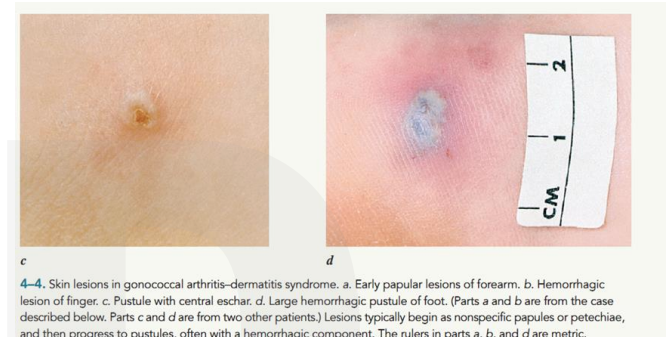 2
1
CM
c
d
4–4. Skin lesions in gonococcal arthritis–dermatitis syndrome. a. Early papular lesions of forearm. b. Hemorrhagic
lesion of finger. c. Pustule with central eschar. d. Large hemorrhagic pustule of foot. (Parts a and b are from the case
described below. Parts c and d are from two other patients.) Lesions typically begin as nonspecific papules or petechiae,
and then progress to pustules, often with a hemorrhagic component. The rulers in parts a, b, and d are metric.